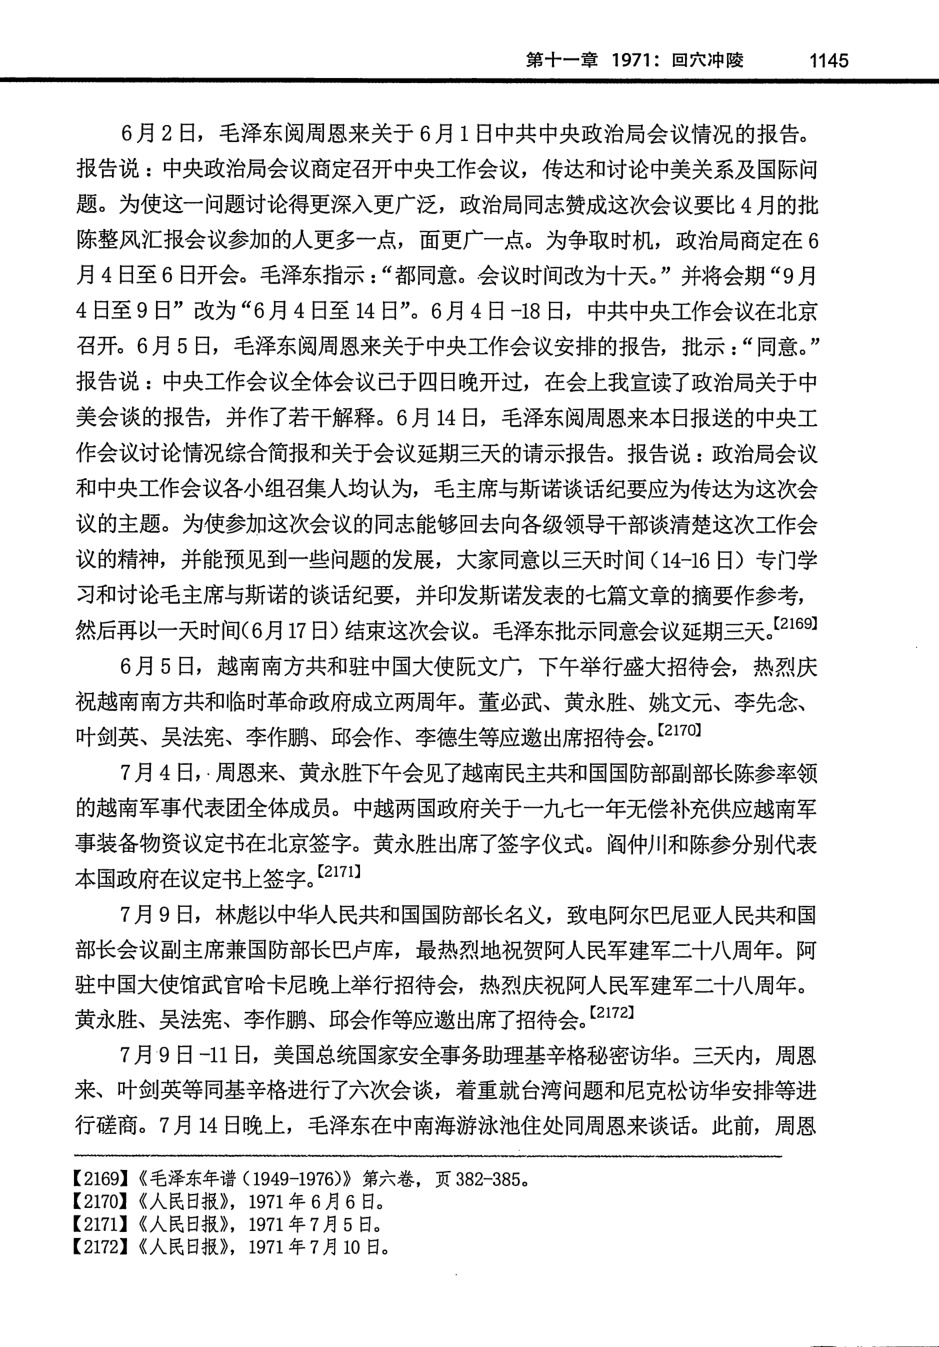 第十一章 1971：回穴冲陵 1145
6月2日，毛泽东阅周恩来关于6月1日中共中央政治局会议情况的报告。
报告说：中央政治局会议商定召开中央工作会议，传达和讨论中美关系及国际问
题。为使这一问题讨论得更深入更广泛，政治局同志赞成这次会议要比4月的批
陈整风汇报会议参加的人更多一点，面更广一点。为争取时机，政治局商定在6
月4日至6日开会。毛泽东指示：“都同意。会议时间改为十天。”并将会期“9月
4日至9日”改为“6月4日至14日”。6月4日-18日，中共中央工作会议在北京
召开。6月5日，毛泽东阅周恩来关于中央工作会议安排的报告，批示：“同意。”
报告说：中央工作会议全体会议已于四日晚开过，在会上我宣读了政治局关于中
美会谈的报告，并作了若干解释。6月14日，毛泽东阅周恩来本日报送的中央工
作会议讨论情况综合简报和关于会议延期三天的请示报告。报告说：政治局会议
和中央工作会议各小组召集人均认为，毛主席与斯诺谈话纪要应为传达为这次会
议的主题。为使参加这次会议的同志能够回去向各级领导干部谈清楚这次工作会
议的精神，并能预见到一些问题的发展，大家同意以三天时间（14-16日）专门学
习和讨论毛主席与斯诺的谈话纪要，并印发斯诺发表的七篇文章的摘要作参考，
然后再以一天时间（6月17日）结束这次会议。毛泽东批示同意会议延期三天。【2169】
6月5日，越南南方共和驻中国大使阮文广，下午举行盛大招待会，热烈庆
祝越南南方共和临时革命政府成立两周年。董必武、黄永胜、姚文元、李先念、
叶剑英、吴法宪、李作鹏、邱会作、李德生等应邀出席招待会。【2170】
7月4日，周恩来、黄永胜下午会见了越南民主共和国国防部副部长陈参率领
的越南军事代表团全体成员。中越两国政府关于一九七一年无偿补充供应越南军
事装备物资议定书在北京签字。黄永胜出席了签字仪式。阎仲川和陈参分别代表
本国政府在议定书上签字。【2171】
7月9日，林彪以中华人民共和国国防部长名义，致电阿尔巴尼亚人民共和国
部长会议副主席兼国防部长巴卢库，最热烈地祝贺阿人民军建军二十八周年。阿
驻中国大使馆武官哈卡尼晚上举行招待会，热烈庆祝阿人民军建军二十八周年。
黄永胜、吴法宪、李作鹏、邱会作等应邀出席了招待会。【2172】
7月9日-11日，美国总统国家安全事务助理基辛格秘密访华。三天内，周恩
来、叶剑英等同基辛格进行了六次会谈，着重就台湾问题和尼克松访华安排等进
行磋商。7月14日晚上，毛泽东在中南海游泳池住处同周恩来谈话。此前，周恩
【2169】《毛泽东年谱（1949-1976）》第六卷，页382-385。
【2170】《人民日报》，1971年6月6日。
【2171】《人民日报》，1971年7月5日。
【2172】《人民日报》，1971年7月10日。